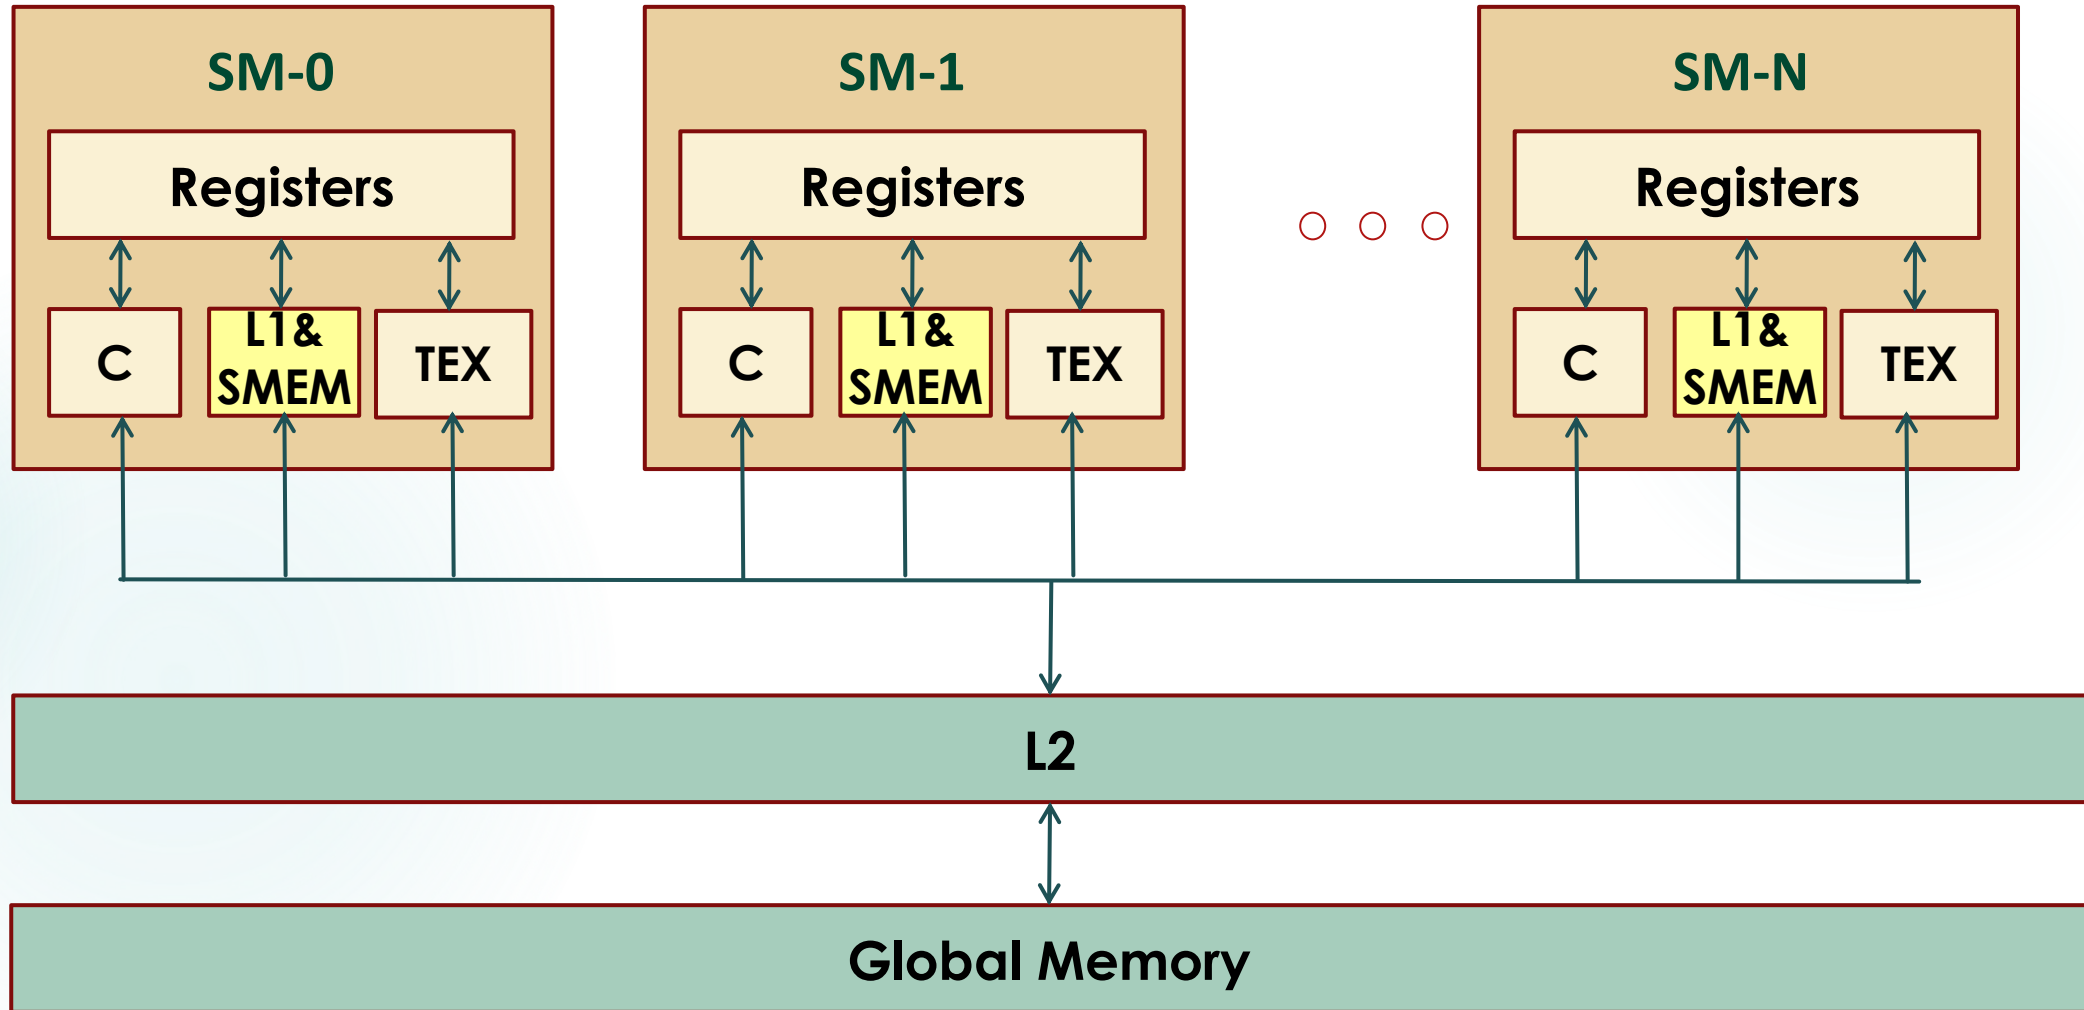 SM-0
SM-1
SM-N
Registers
Registers
Registers
C
L1&
SMEM
TEX
C
L1&
SMEM
TEX
C
L1&
SMEM
TEX
L2
Global Memory